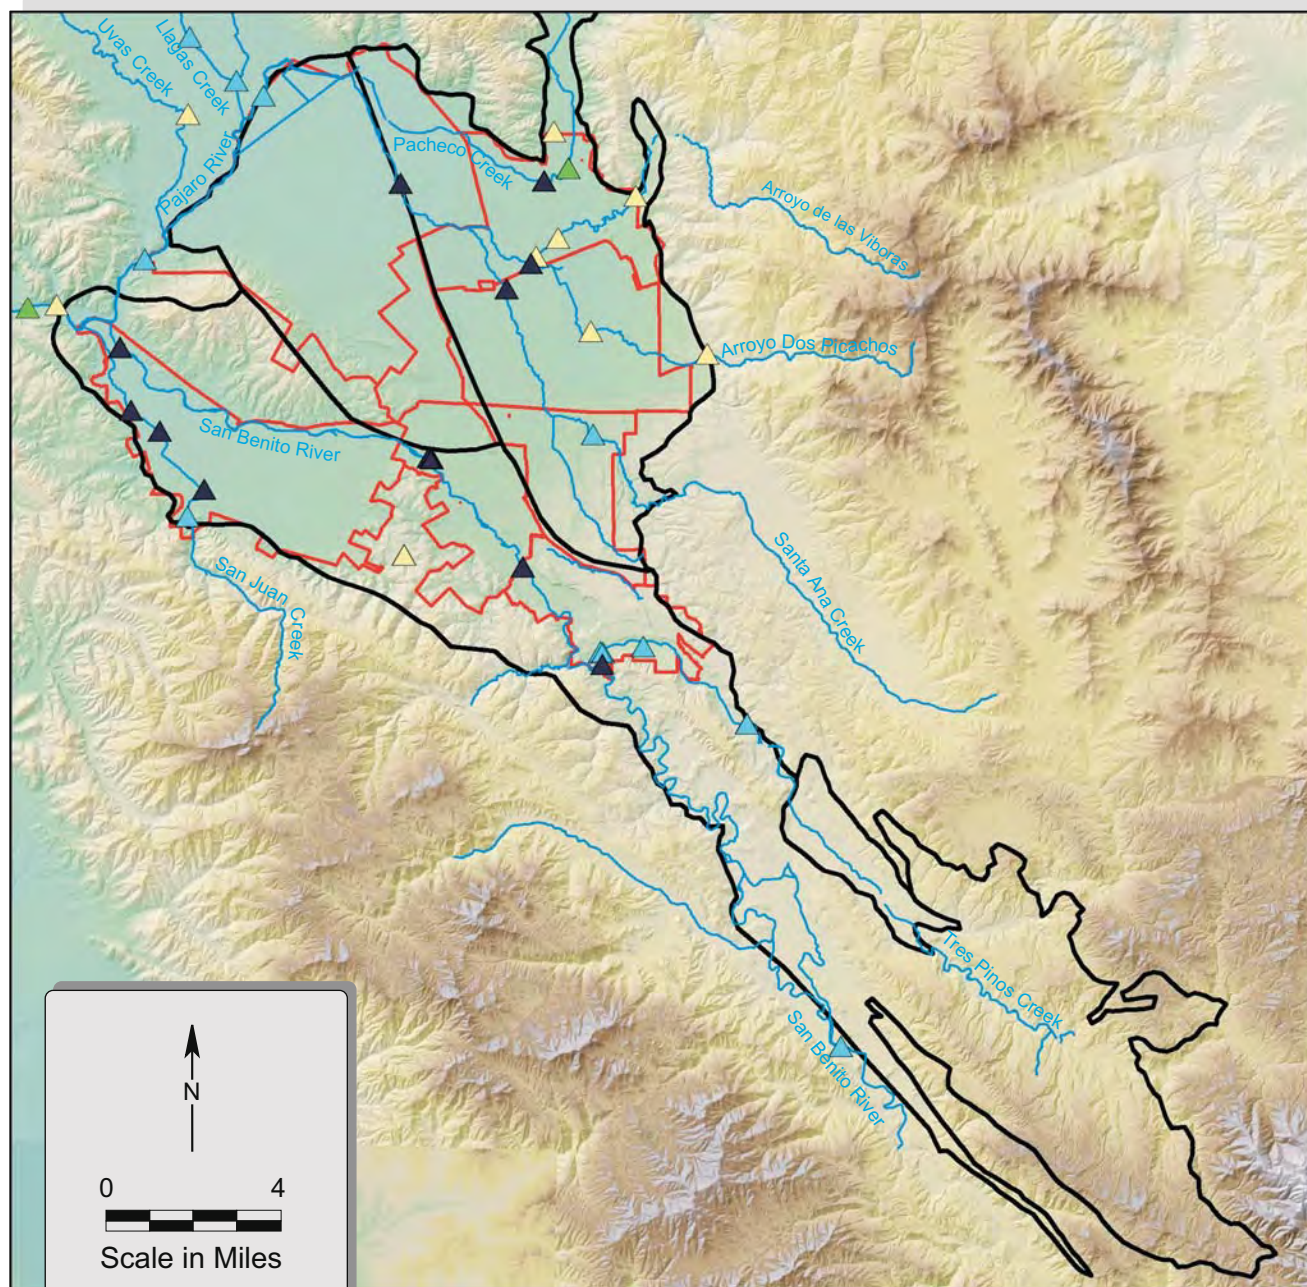 Uvas Creek
Llagas Creek
Pajaro River
Pacheco Creek
Arroyo de las Viboras
Arroyo Dos Picachos
San Benito River
San Juan Creek
Santa Ana Creek
Tres Pinos Creek
San Benito River
N
0 4
Scale in Miles